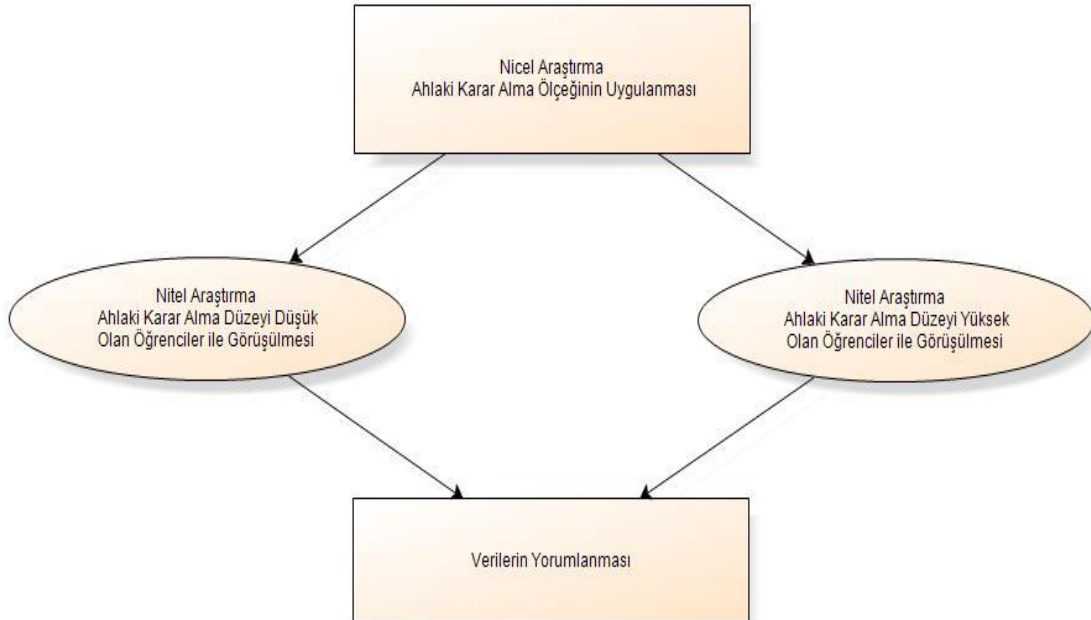 Nicel Araştırma
Ahlaki Karar Alma Ölçeğinin Uygulanması
Nitel Araştırma
Ahlaki Karar Alma Düzeyi Düşük
Olan Öğrenciler ile Görüşülmesi
Nitel Araştırma
Ahlaki Karar Alma Düzeyi Yüksek
Olan Öğrenciler ile Görüşülmesi
Verilerin Yorumlanması